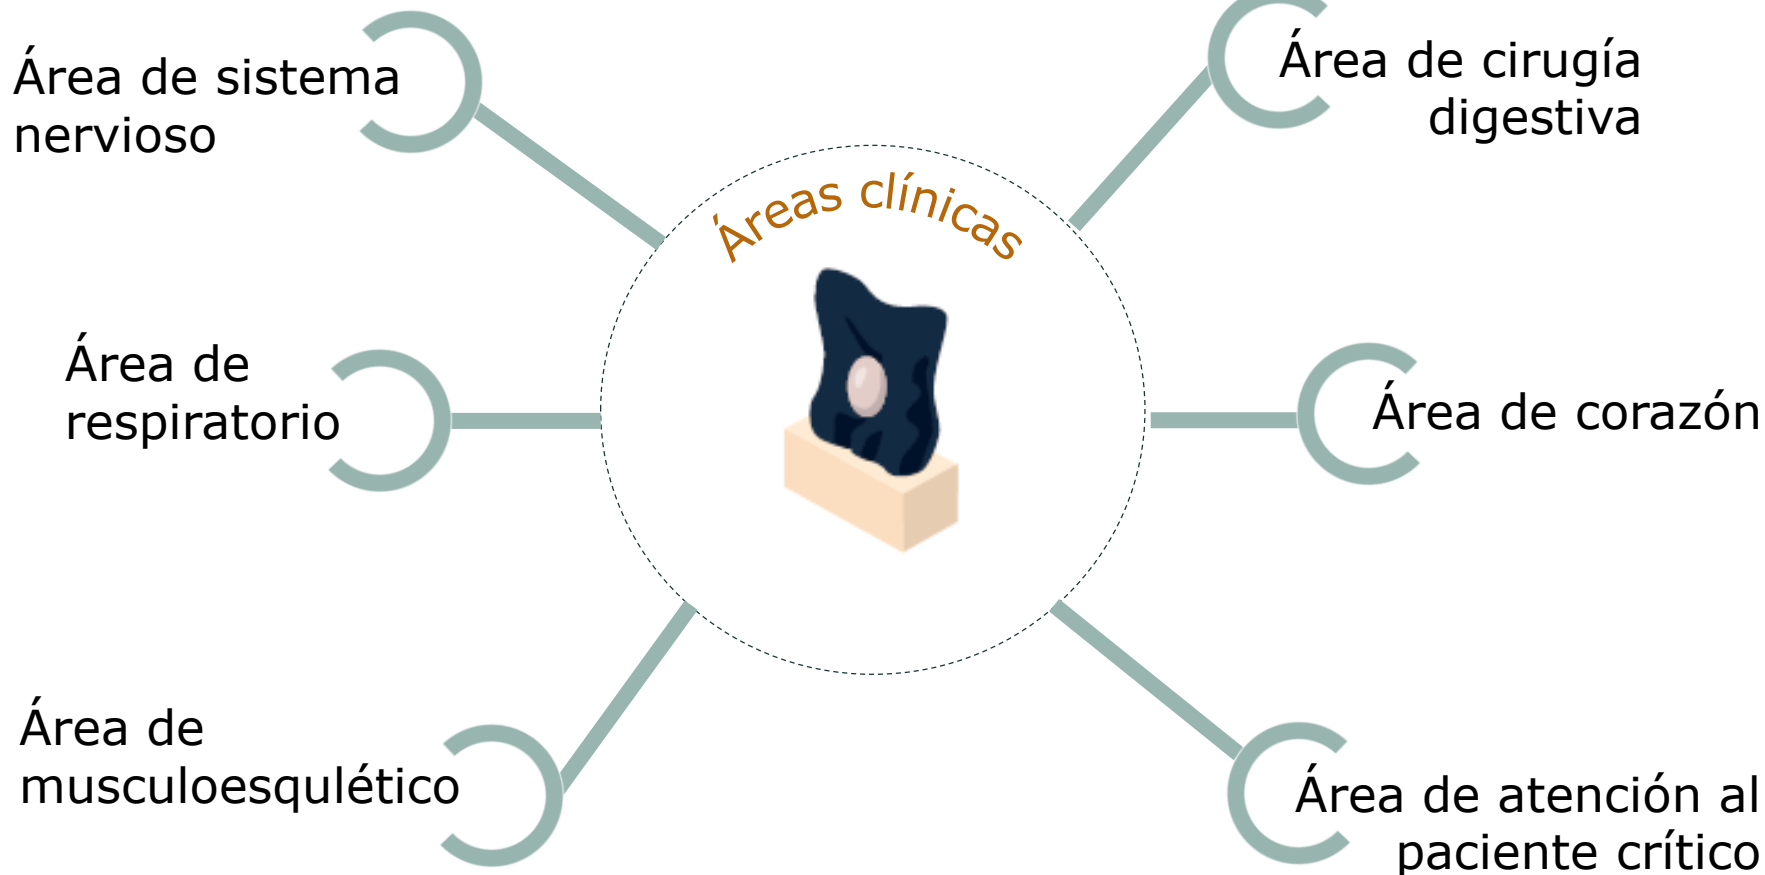 Área de sistema
nervioso
Área de cirugía
digestiva
Áreas clínicas
Área de
respiratorio
Área de corazón
Área de
musculoesqulético
Área de atención al
paciente crítico